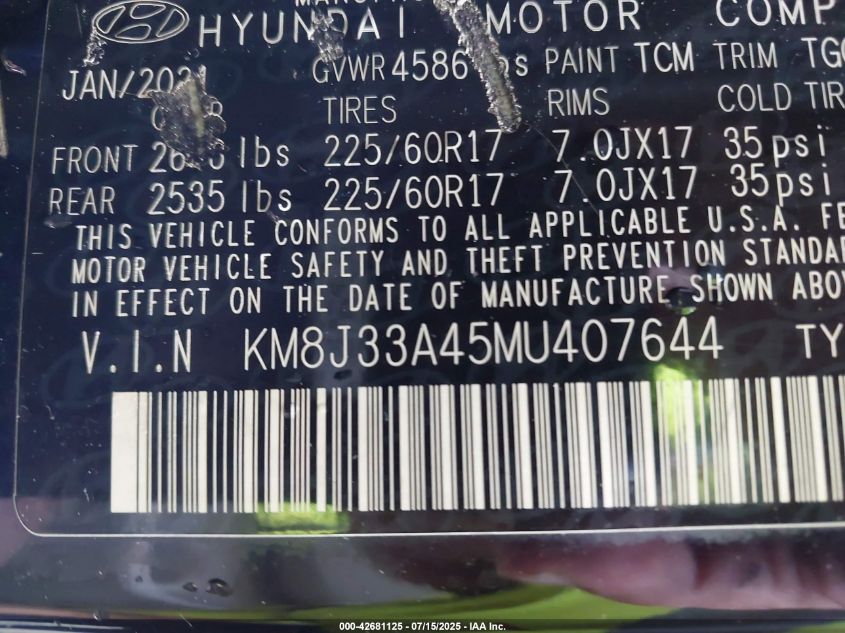 HYUNDAI MOTOR COMP
JAN/2021 GVWR 4586 lbs PAINT TCM TRIM
TIRES RIMS COLD TIR
FRONT lbs 225/60R17 7.0JX17 35psi
REAR 2535 lbs 225/60R17 7.0JX17 35psi
THIS VEHICLE CONFORMS TO ALL APPLICABLE U.S.A. FE
MOTOR VEHICLE SAFETY AND THEFT PREVENTION STANDA
IN EFFECT ON THE DATE OF MANUFACTURE SHOWN ABO
V.I.N KM8J33A45MU407644 TY
000-42681125 - 07/15/2025 - IAA Inc.